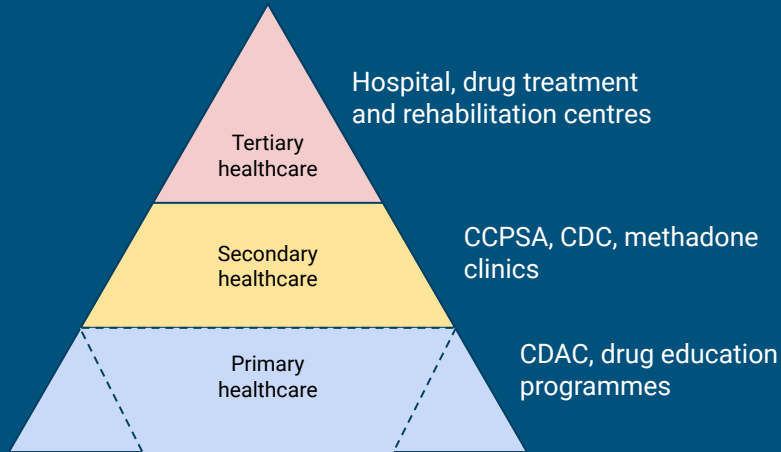 Tertiary
healthcare
Hospital, drug treatment
and rehabilitation centres
Secondary
healthcare
CCPSA, CDC, methadone
clinics
Primary
healthcare
CDAC, drug education
programmes